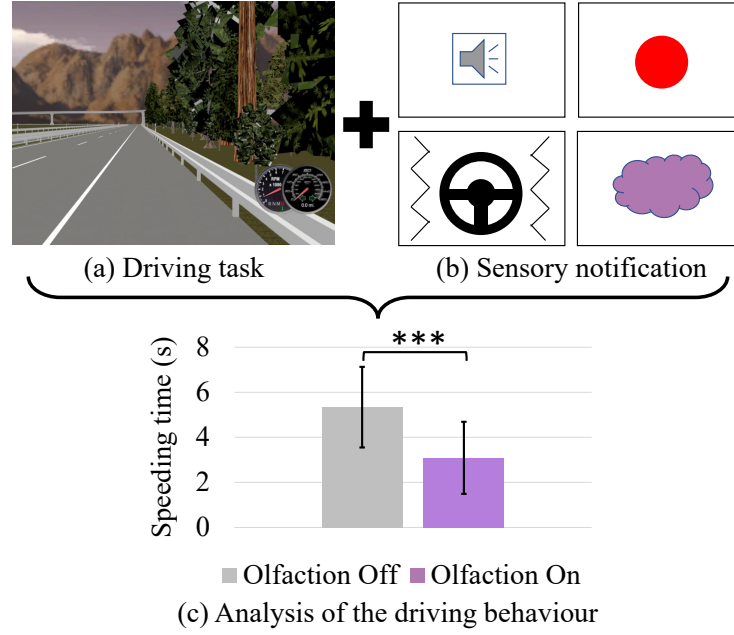 (a) Driving task
(b) Sensory notification
***
Speeding time (s)
8
6
4
2
0
Olfaction Off
Olfaction On
(c) Analysis of the driving behaviour